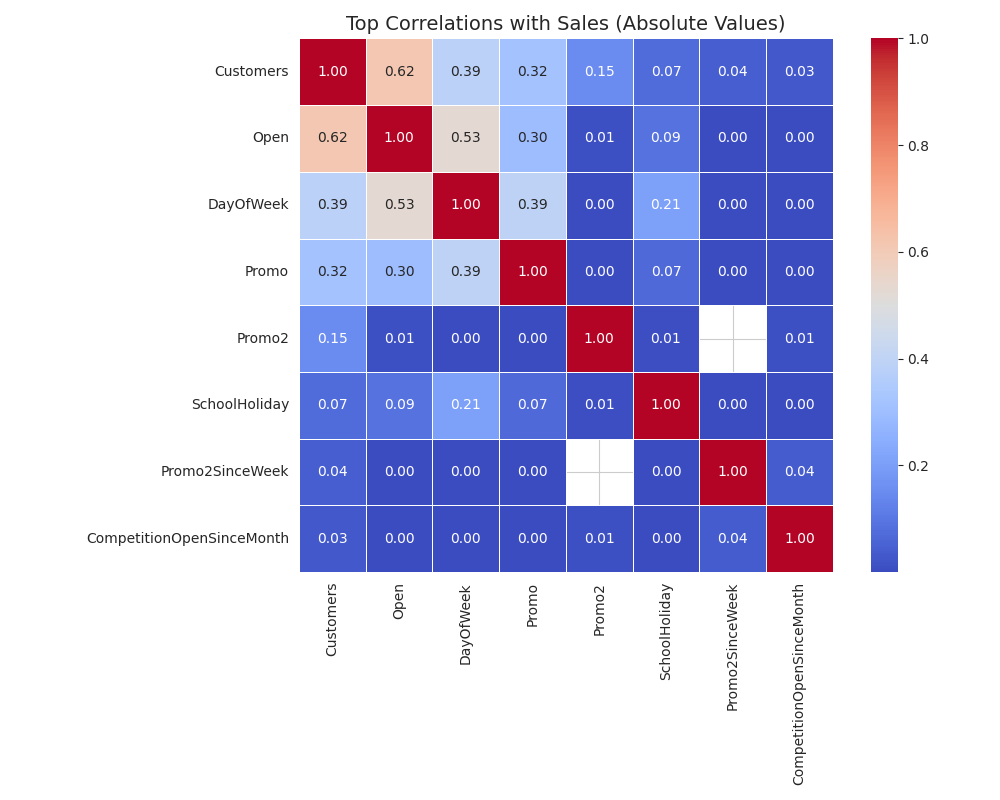 Top Correlations with Sales (Absolute Values)
Customers 1.00 0.62 0.39 0.32 0.15 0.07 0.04 0.03
Open 0.62 1.00 0.53 0.30 0.01 0.09 0.00 0.00
DayOfWeek 0.39 0.53 1.00 0.39 0.00 0.21 0.00 0.00
Promo 0.32 0.30 0.39 1.00 0.00 0.07 0.00 0.00
Promo2 0.15 0.01 0.00 0.00 1.00 0.01 0.01
SchoolHoliday 0.07 0.09 0.21 0.07 0.01 1.00 0.00 0.00
Promo2SinceWeek 0.04 0.00 0.00 0.00 0.00 1.00 0.04
CompetitionOpenSinceMonth 0.03 0.00 0.00 0.00 0.01 0.00 0.04 1.00
Customers
Open
DayOfWeek
Promo
Promo2
SchoolHoliday
Promo2SinceWeek
CompetitionOpenSinceMonth
1.0
0.8
0.6
0.4
0.2